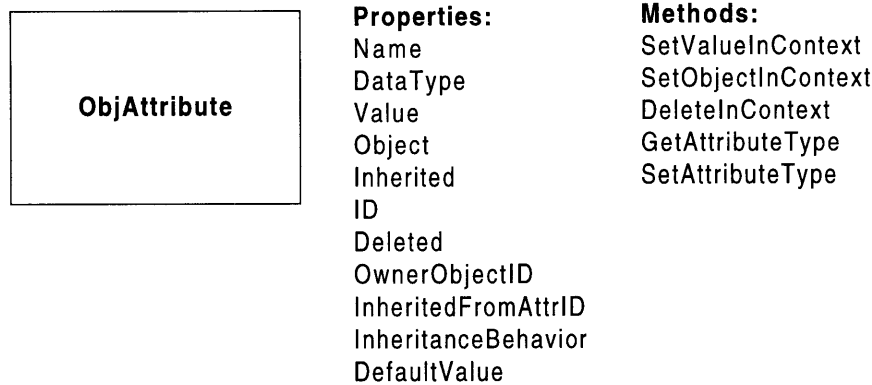 ObjAttribute
Properties:
Name
DataType
Value
Object
Inherited
ID
Deleted
OwnerObjectID
InheritedFromAttrID
InheritanceBehavior
DefaultValue
Methods:
SetValueInContext
SetObjectInContext
DeleteInContext
GetAttributeType
SetAttributeType